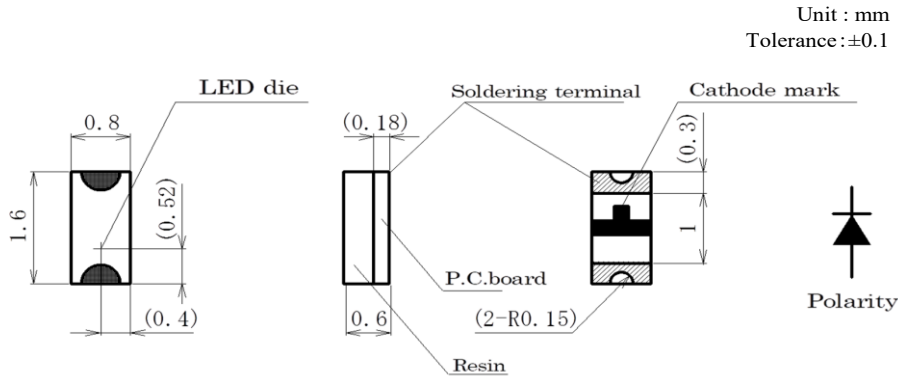 Unit : mm
Tolerance:±0.1
LED die
Soldering terminal
Cathode mark
0.8
(0.18)
(0.3)
1.6
(0.52)
1
P.C.board
Polarity
(0.4)
0.6
(2-R0.15)
Resin